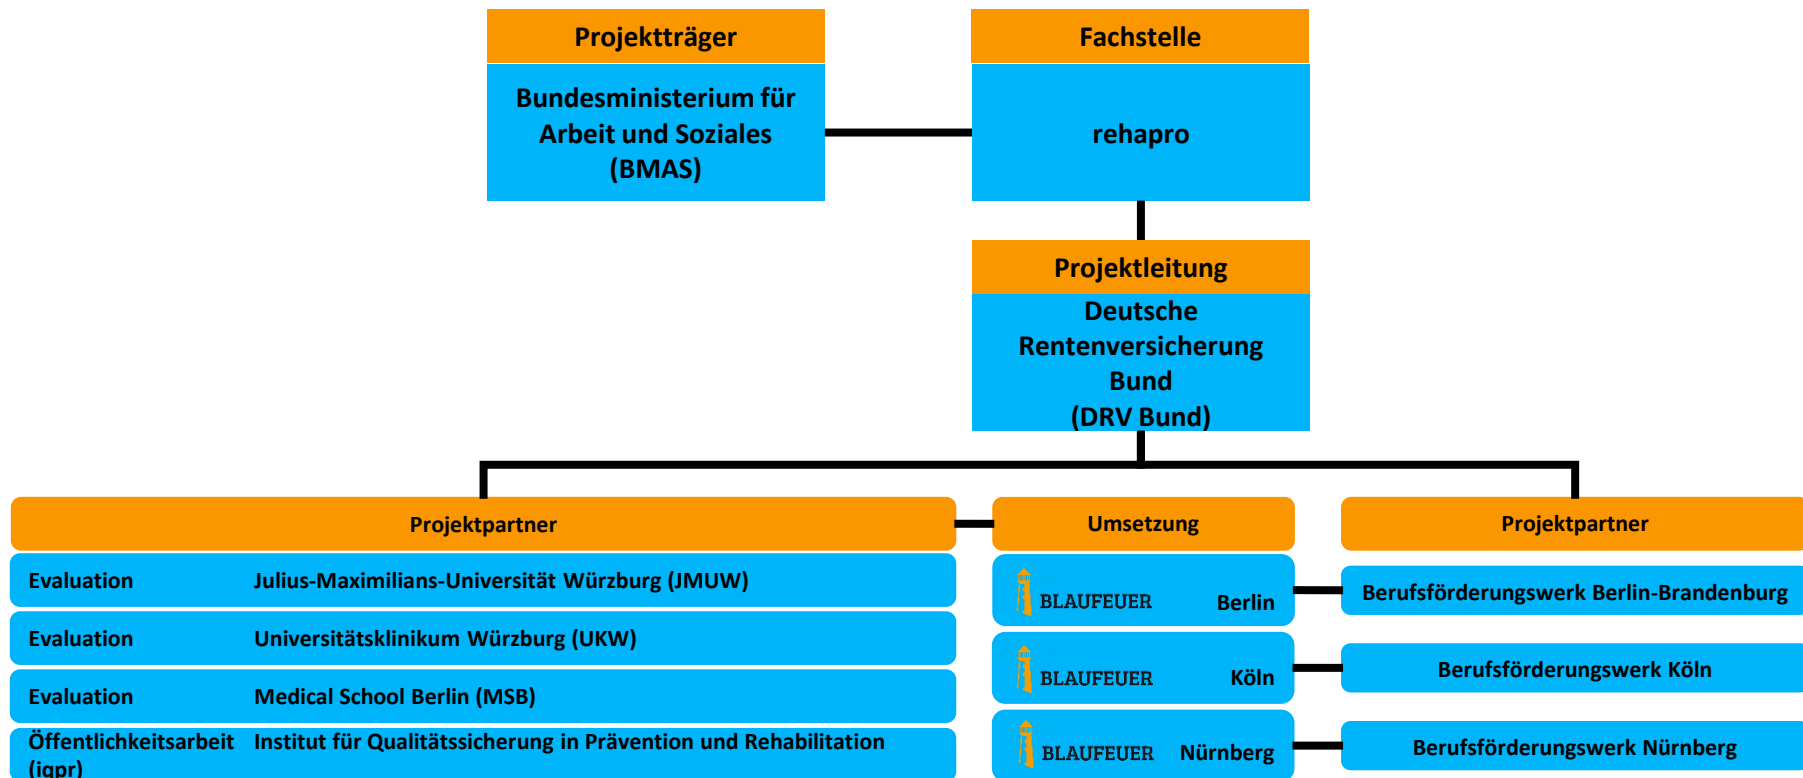 Projektträger
Bundesministerium für
Arbeit und Soziales
(BMAS)
Fachstelle
rehapro
Projektleitung
Deutsche
Rentenversicherung
Bund
(DRV Bund)
Projektpartner
Evaluation Julius-Maximilians-Universität Würzburg (JMUW)
Evaluation Universitätsklinikum Würzburg (UKW)
Evaluation Medical School Berlin (MSB)
Öffentlichkeitsarbeit Institut für Qualitätssicherung in Prävention und Rehabilitation
(iqpr)
Umsetzung
BLAUFEUER Berlin
BLAUFEUER Köln
BLAUFEUER Nürnberg
Projektpartner
Berufsförderungswerk Berlin-Brandenburg
Berufsförderungswerk Köln
Berufsförderungswerk Nürnberg